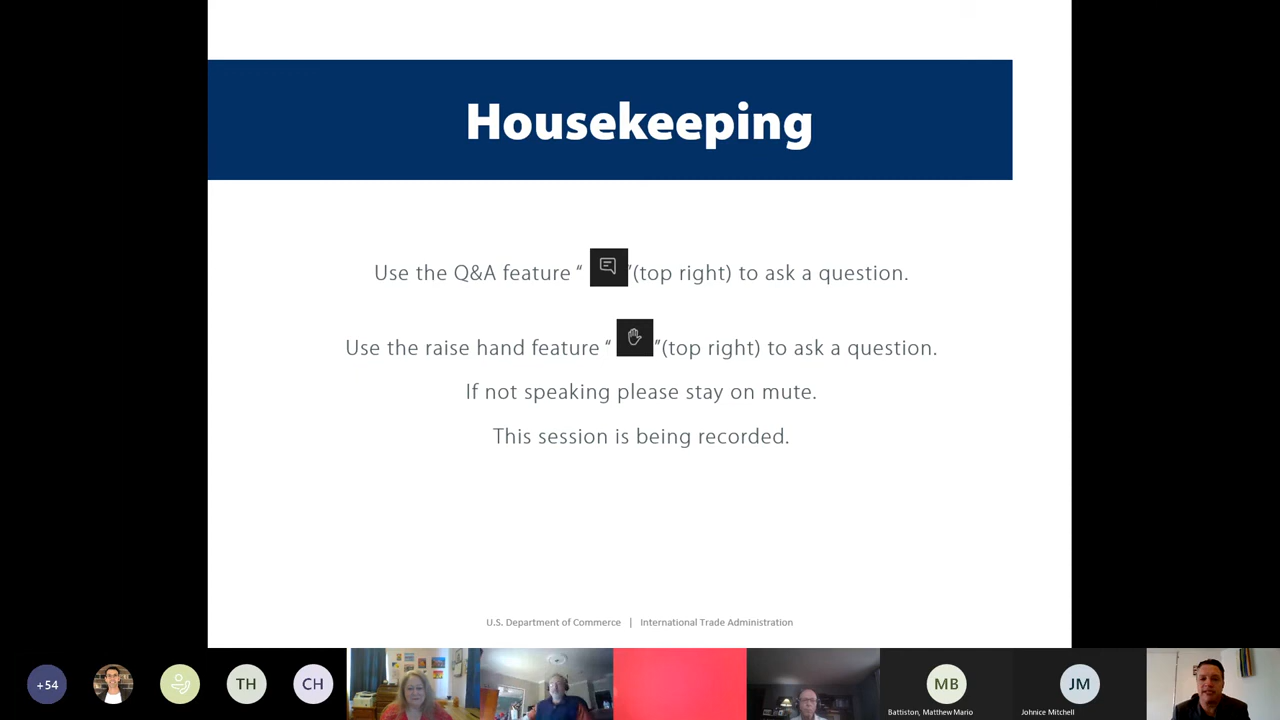 Housekeeping
Use the Q&A feature “ ”(top right) to ask a question.
Use the raise hand feature “ ”(top right) to ask a question.
If not speaking please stay on mute.
This session is being recorded.
U.S. Department of Commerce | International Trade Administration
+54
TH
CH
MB
JM
Battiston, Matthew Mario
Johnice Mitchell